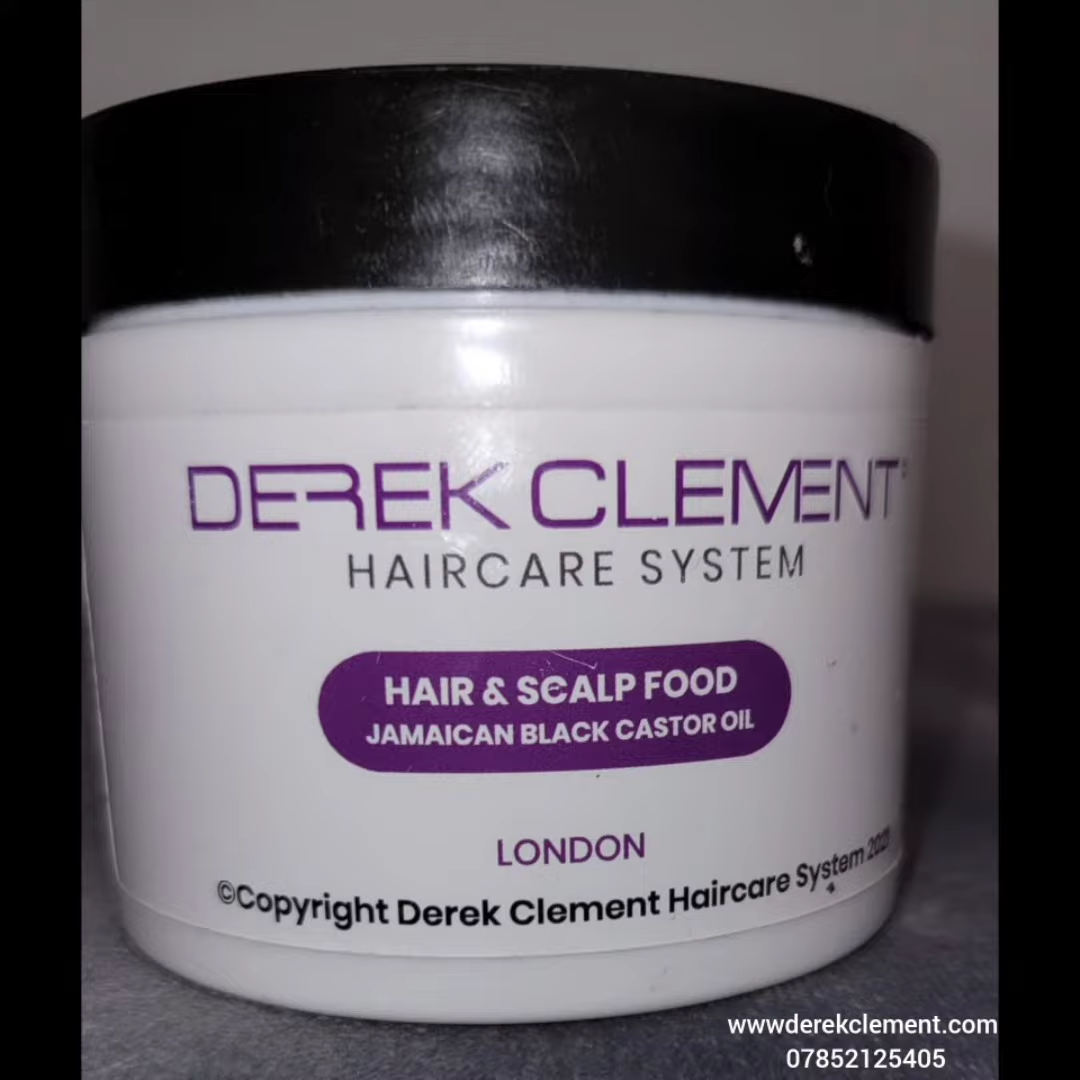 DEREK CLEMENT
HAIRCARE SYSTEM
HAIR & SCALP FOOD
JAMAICAN BLACK CASTOR OIL
LONDON
©Copyright Derek Clement Haircare System
wwwderekclement.com
07852125405